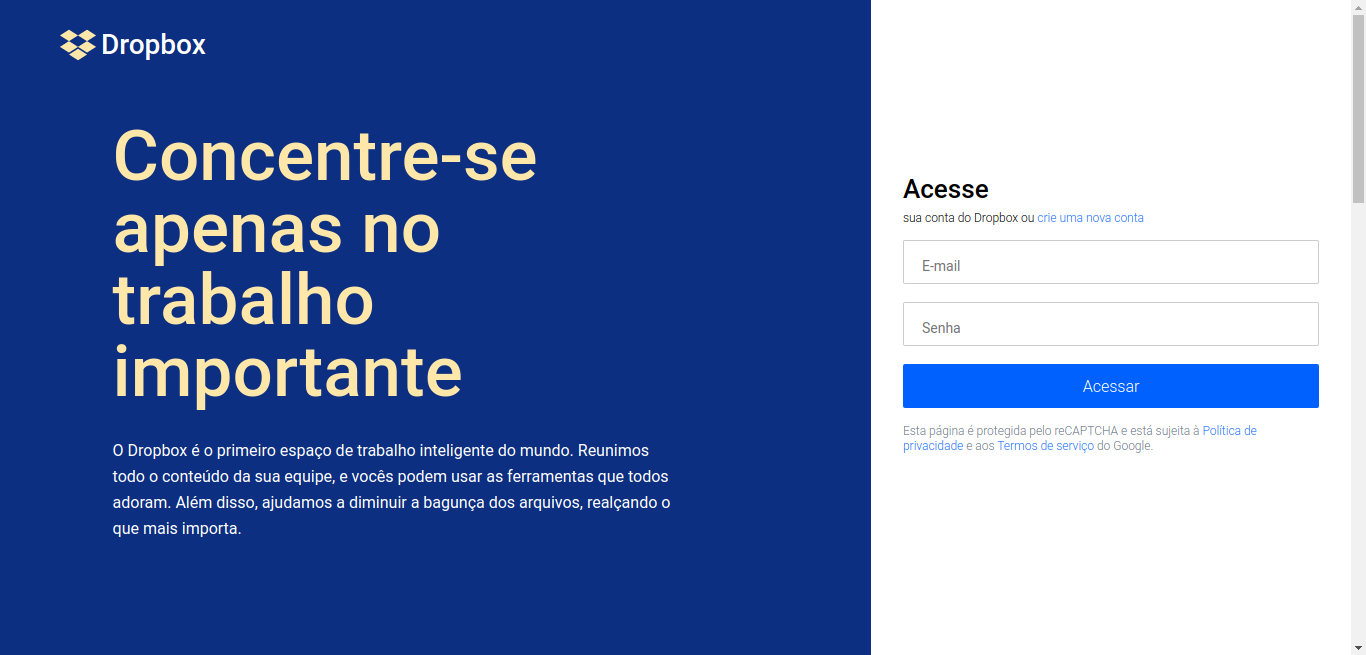 Dropbox
Concentre-se
apenas no
trabalho
importante
O Dropbox é o primeiro espaço de trabalho inteligente do mundo. Reunimos
todo o conteúdo da sua equipe, e vocês podem usar as ferramentas que todos
adoram. Além disso, ajudamos a diminuir a bagunça dos arquivos, realçando o
que mais importa.
Acesse
sua conta do Dropbox ou crie uma nova conta
E-mail
Senha
Acessar
Esta página é protegida pelo reCAPTCHA e está sujeita à Política de
privacidade e aos Termos de serviço do Google.